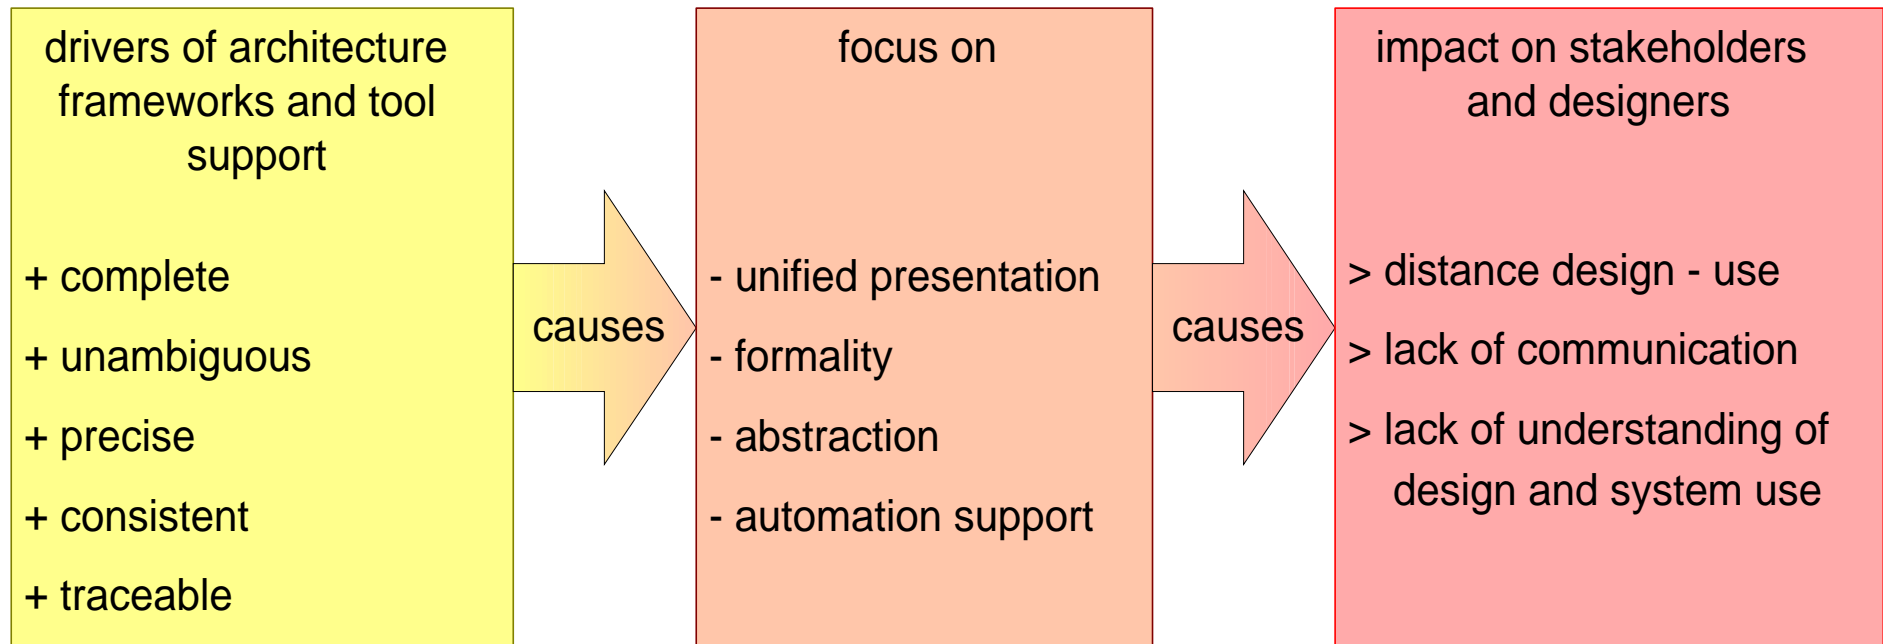 drivers of architecture
frameworks and tool
support
+ complete
+ unambiguous
+ precise
+ consistent
+ traceable
causes
focus on
- unified presentation
- formality
- abstraction
- automation support
causes
impact on stakeholders
and designers
> distance design - use
> lack of communication
> lack of understanding of
design and system use